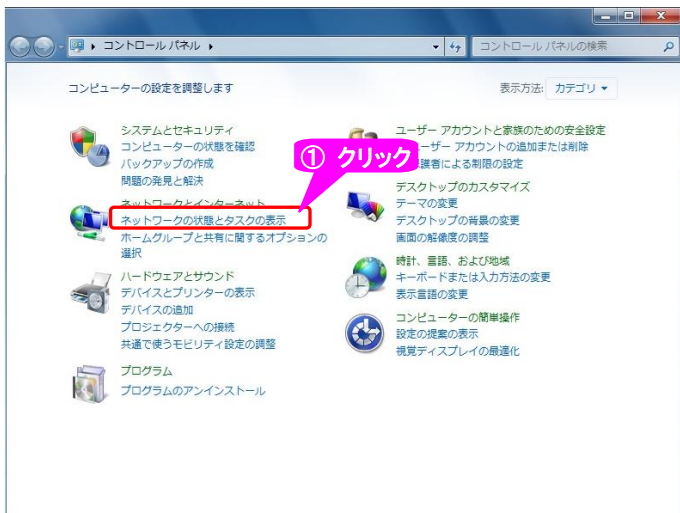 コントロール パネル
コントロール パネルの検索
コンピューターの設定を調整します
表示方法: カテゴリ
システムとセキュリティ
コンピューターの状態を確認
バックアップの作成
問題の発見と解決
ネットワークとインターネット
ネットワークの状態とタスクの表示
ホームグループと共有に関するオプションの
選択
ハードウェアとサウンド
デバイスとプリンターの表示
デバイスの追加
プロジェクターへの接続
共通で使うモビリティ設定の調整
プログラム
プログラムのアンインストール
① クリック
ユーザー アカウントと家族のための安全設定
ーザー アカウントの追加または削除
護者による制限の設定
デスクトップのカスタマイズ
テーマの変更
デスクトップの背景の変更
画面の解像度の調整
時計、言語、および地域
キーボードまたは入力方法の変更
表示言語の変更
コンピューターの簡単操作
設定の提案の表示
視覚ディスプレイの最適化